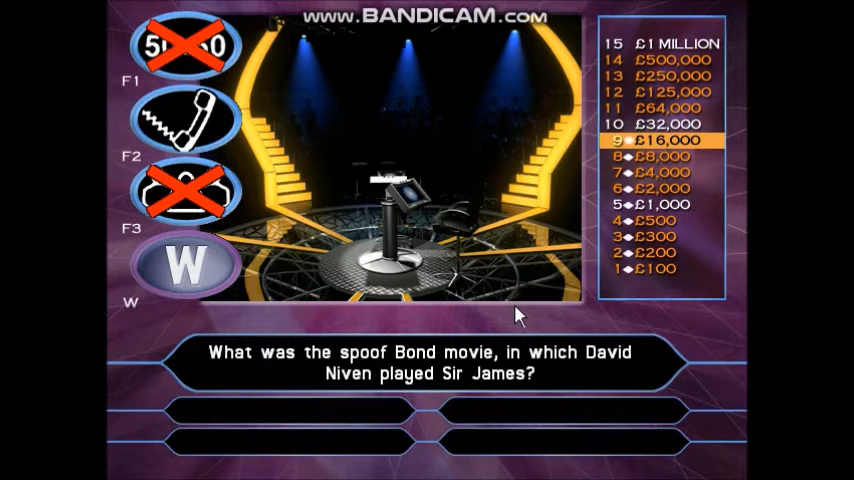 www.BANDICAM.com
F1
F2
F3
W
W
15 £1 MILLION
14 £500,000
13 £250,000
12 £125,000
11 £64,000
10 £32,000
9◆£16,000
8◆£8,000
7◆£4,000
6◆£2,000
5◆£1,000
4◆£500
3◆£300
2◆£200
1◆£100
What was the spoof Bond movie, in which David
Niven played Sir James?